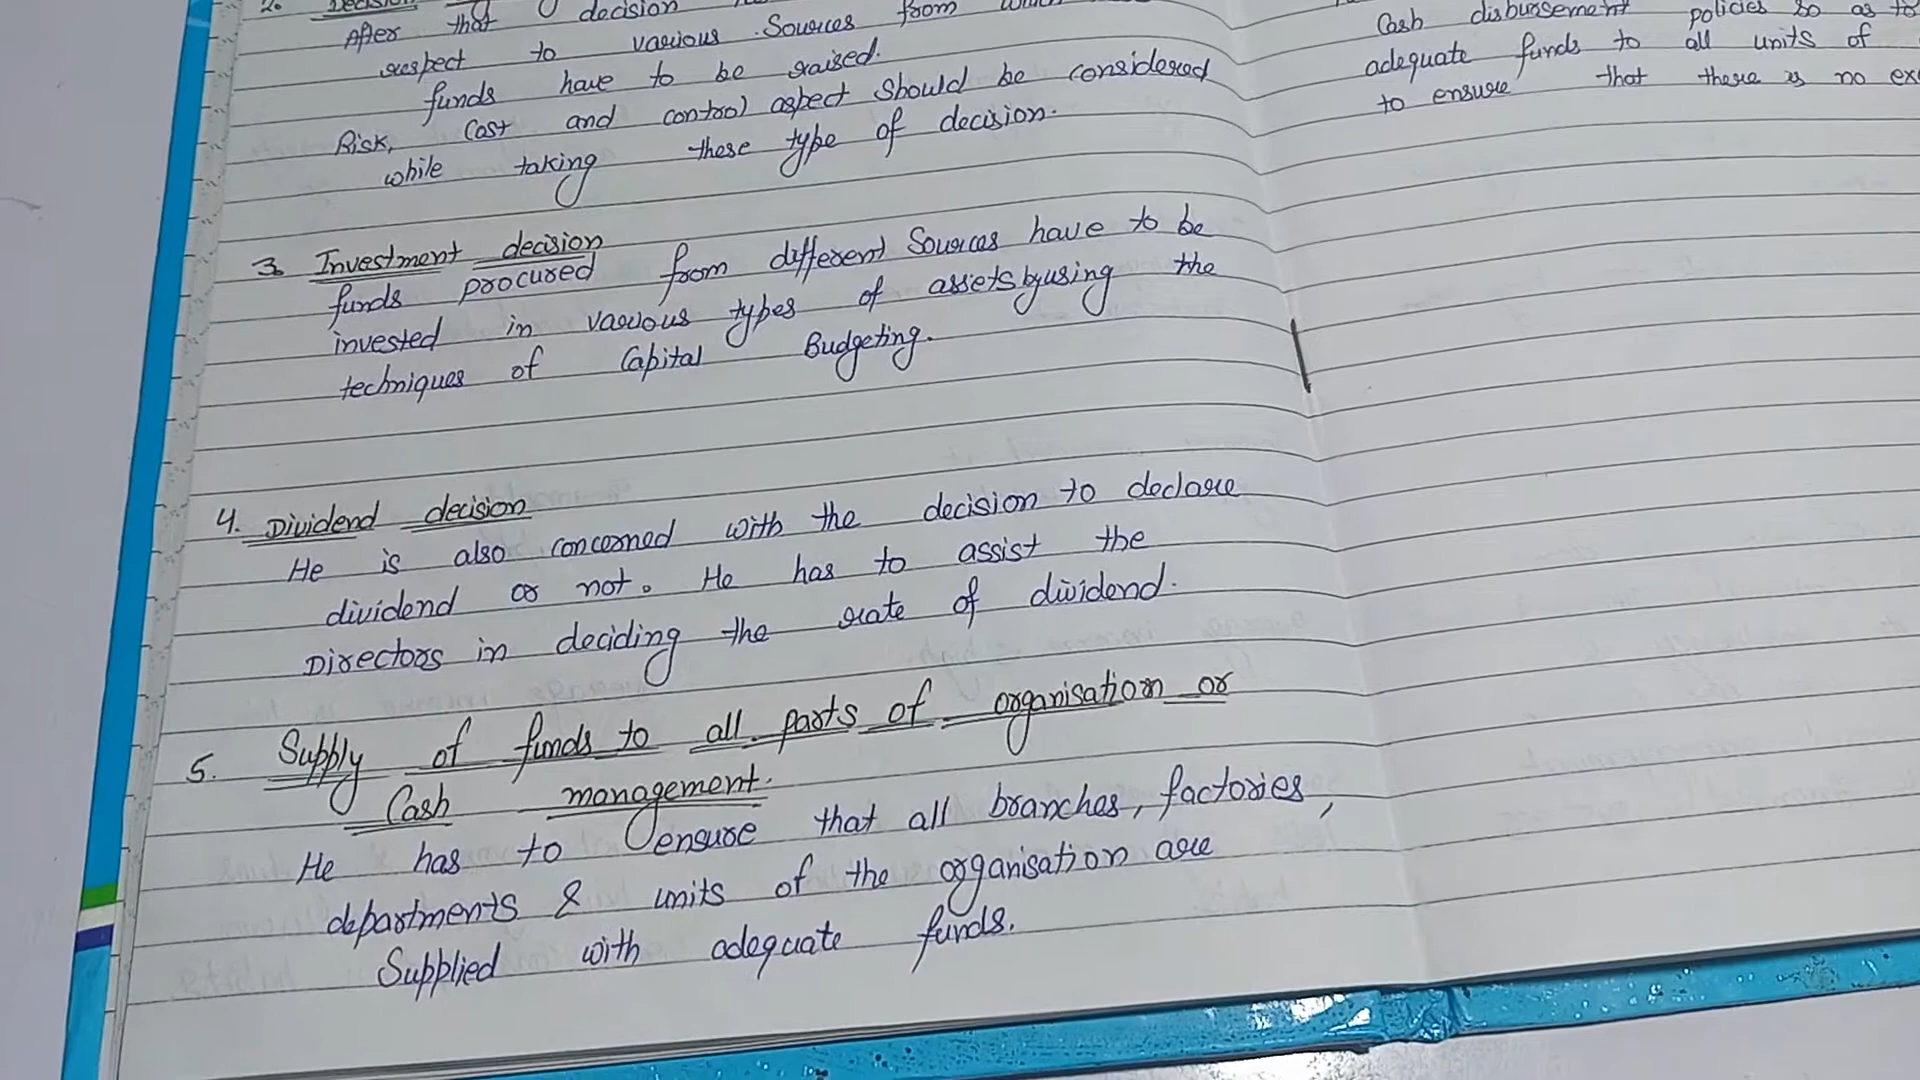 2. Decision
After that decision
respect to various Sources from which
funds have to be raised.
Risk, Cost and control aspect should be considered
while taking these type of decision.
3. Investment decision
funds procured from different Sources have to be
invested in various types of assets by using the
techniques of Capital Budgeting.
4. Dividend decision
He is also concerned with the decision to declare
dividend or not. He has to assist the
Directors in deciding the rate of dividend.
5. Supply of funds to all parts of organisation or
Cash management.
He has to ensure that all branches, factories,
departments & units of the organisation are
Supplied with adequate funds.
Cash disbursement policies so as to
adequate funds to all units of
to ensure that there is no exc